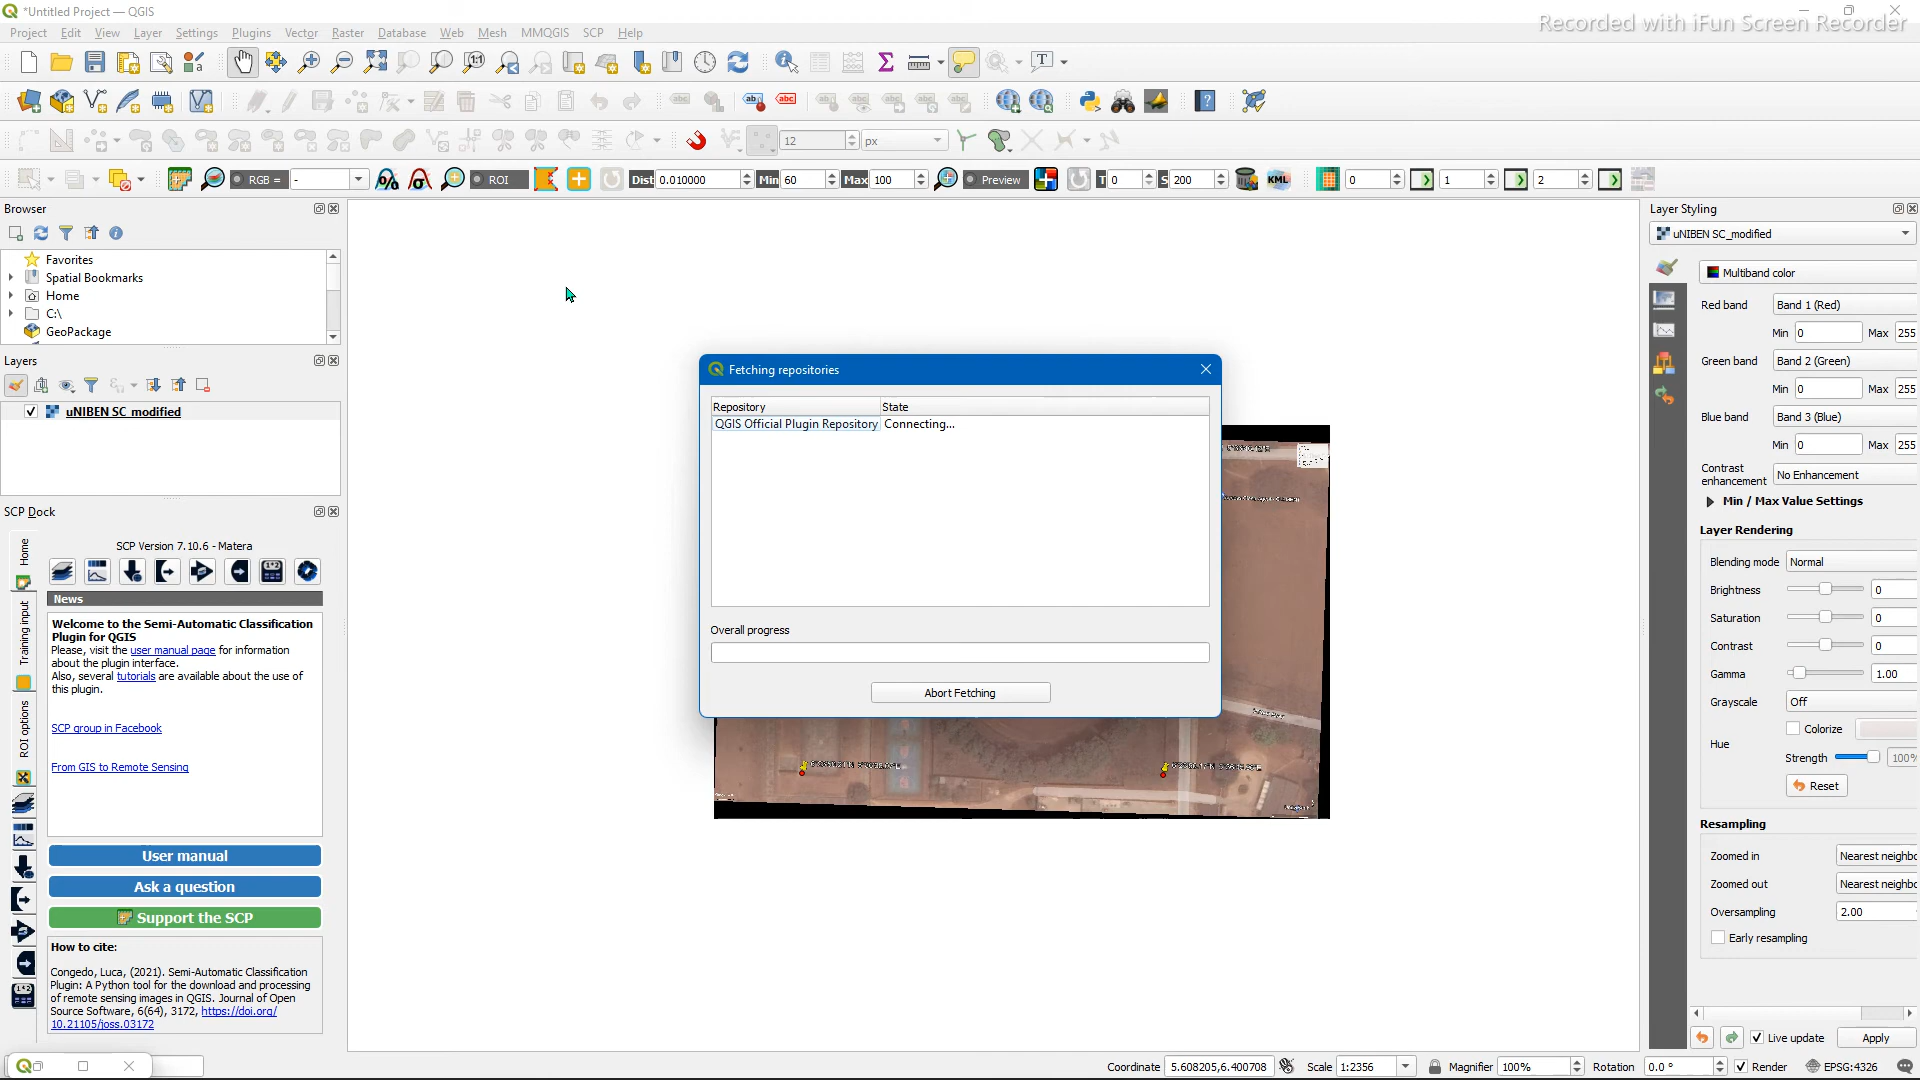 *Untitled Project — QGIS
Recorded with iFun Screen Recorder
Project Edit View Layer Settings Plugins Vector Raster Database Web Mesh MMQGIS SCP Help
12 px
RGB = - ROI Dist 0.010000 Min 60 Max 100 Preview T 0 S 200 KML 0 1 2
Browser
Favorites
Spatial Bookmarks
Home
C:\
GeoPackage
Layers
uNIBEN SC_modified
SCP Dock
Home
Training input
ROI options
SCP Version 7.10.6 - Matera
News
Welcome to the Semi-Automatic Classification
Plugin for QGIS
Please, visit the user manual page for information
about the plugin interface.
Also, several tutorials are available about the use of
this plugin.
SCP group in Facebook
From GIS to Remote Sensing
User manual
Ask a question
Support the SCP
How to cite:
Congedo, Luca, (2021). Semi-Automatic Classification
Plugin: A Python tool for the download and processing
of remote sensing images in QGIS. Journal of Open
Source Software, 6(64), 3172, https://doi.org/
10.21105/joss.03172
Fetching repositories
Repository State
QGIS Official Plugin Repository Connecting...
Overall progress
Abort Fetching
Layer Styling
uNIBEN SC_modified
Multiband color
Red band Band 1 (Red)
Min 0 Max 255
Green band Band 2 (Green)
Min 0 Max 255
Blue band Band 3 (Blue)
Min 0 Max 255
Contrast
enhancement No Enhancement
Min / Max Value Settings
Layer Rendering
Blending mode Normal
Brightness 0
Saturation 0
Contrast 0
Gamma 1.00
Grayscale Off
Hue
Colorize
Strength 100%
Reset
Resampling
Zoomed in Nearest neighbo
Zoomed out Nearest neighbo
Oversampling 2.00
Early resampling
Live update Apply
Coordinate 5.608205,6.400708 Scale 1:2356 Magnifier 100% Rotation 0.0 ° Render EPSG:4326